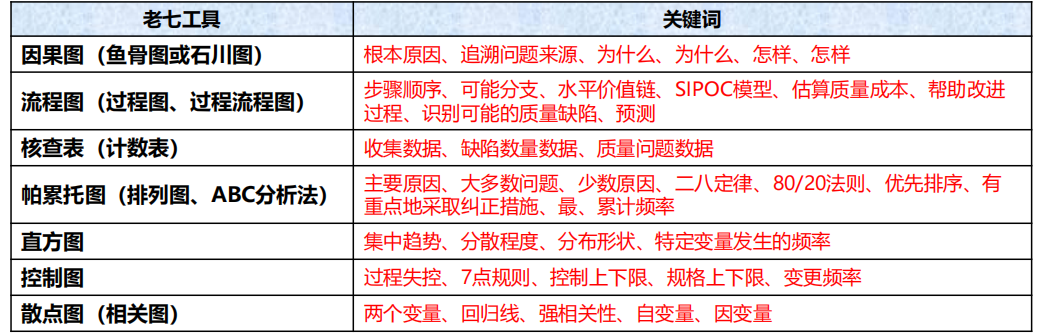 老七工具 关键词
因果图（鱼骨图或石川图） 根本原因、追溯问题来源、为什么、为什么、怎样、怎样
流程图（过程图、过程流程图） 步骤顺序、可能分支、水平价值链、SIPOC模型、估算质量成本、帮助改进
过程、识别可能的质量缺陷、预测
核查表（计数表） 收集数据、缺陷数量数据、质量问题数据
帕累托图（排列图、ABC分析法） 主要原因、大多数问题、少数原因、二八定律、80/20法则、优先排序、有
重点地采取纠正措施、最、累计频率
直方图 集中趋势、分散程度、分布形状、特定变量发生的频率
控制图 过程失控、7点规则、控制上下限、规格上下限、变更频率
散点图（相关图） 两个变量、回归线、强相关性、自变量、因变量